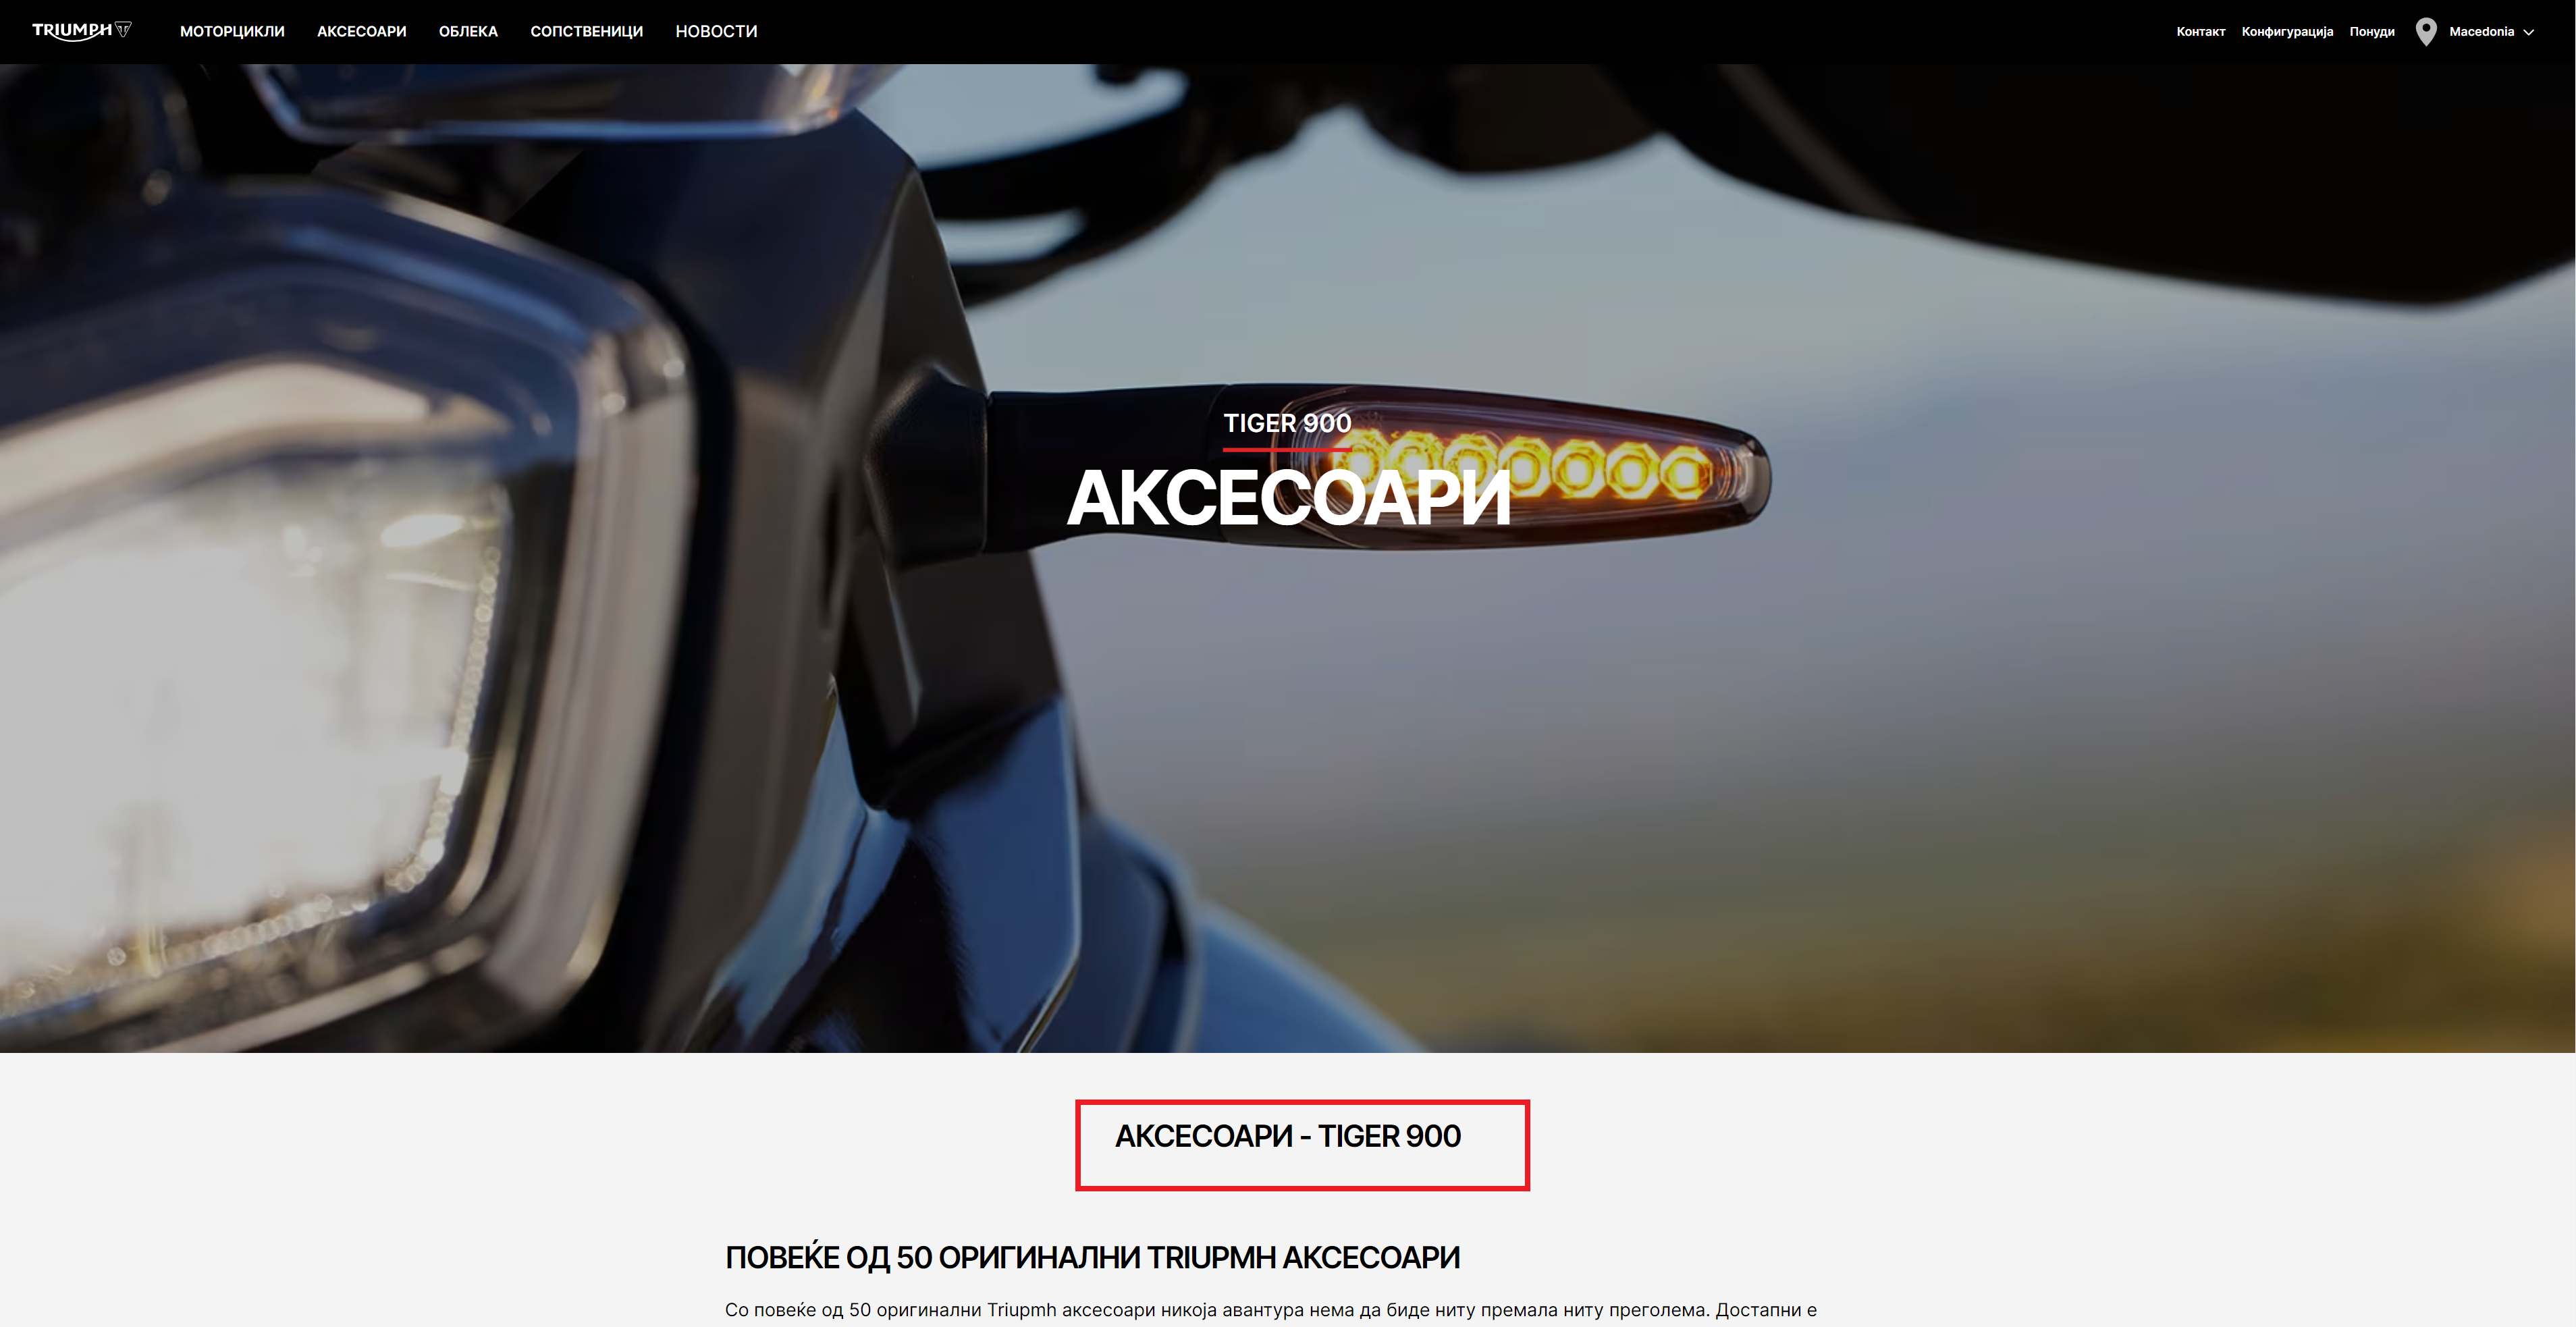 TRIUMPH
МОТОРЦИКЛИ АКСЕСОАРИ ОБЛЕКА СОПСТВЕНИЦИ НОВОСТИ Контакт Конфигурација Понуди Macedonia
TIGER 900
АКСЕСОАРИ
АКСЕСОАРИ - TIGER 900
ПОВЕЌЕ ОД 50 ОРИГИНАЛНИ TRIUPMH АКСЕСОАРИ
Со повеќе од 50 оригинални Triupmh аксесоари никоја авантура нема да биде ниту премала ниту преголема. Достапни е